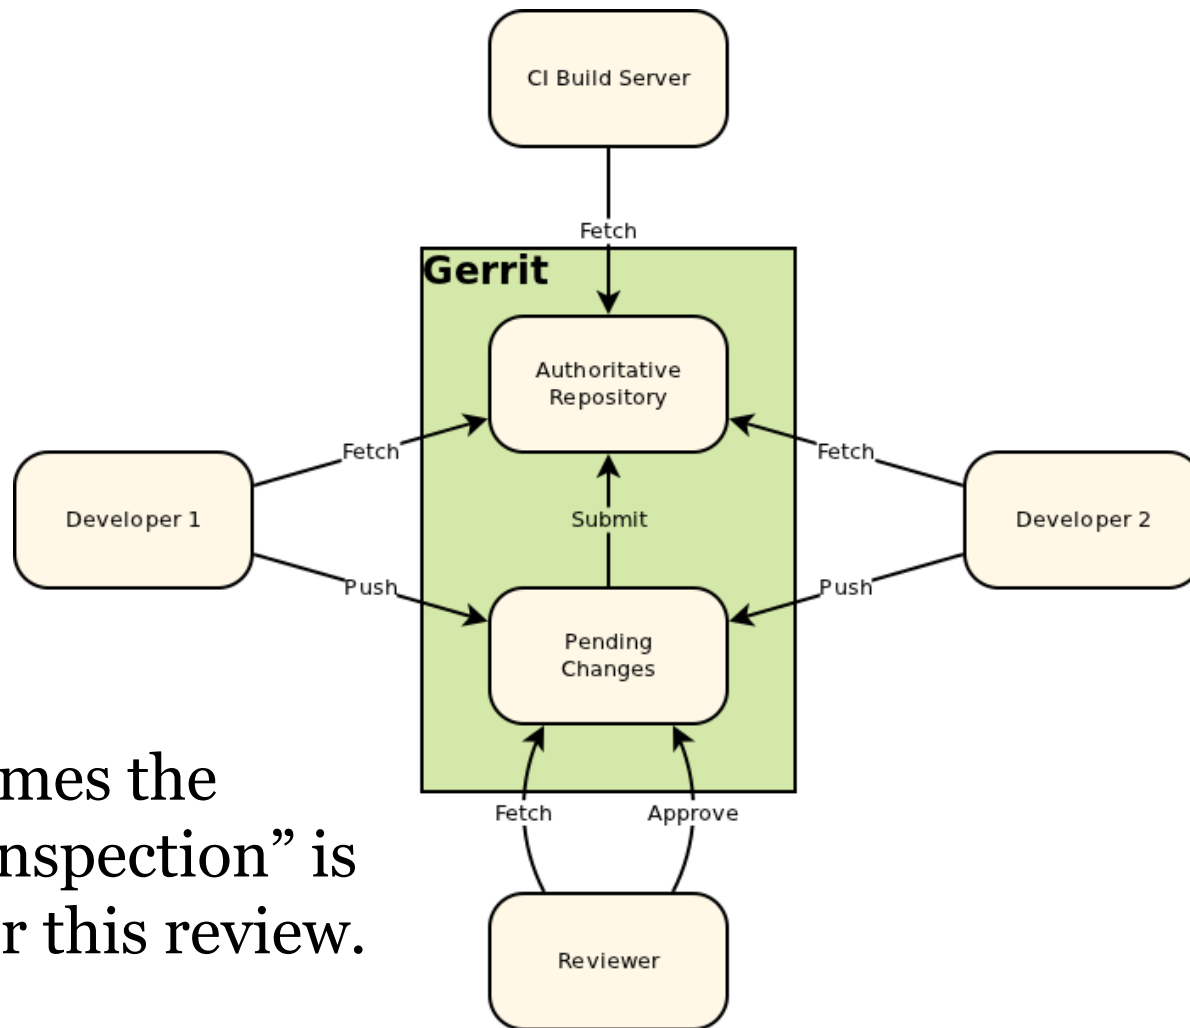 CI Build Server
Fetch
Gerrit
Authoritative
Repository
Fetch
Fetch
Developer 1
Submit
Developer 2
Push
Push
Pending
Changes
mes the
nspection” is
r this review.
Fetch
Approve
Reviewer